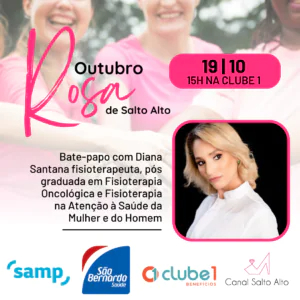 Outubro
Rosa
de Salto Alto
19 | 10
15H NA CLUBE 1
Bate-papo com Diana
Santana fisioterapeuta, pós
graduada em Fisioterapia
Oncológica e Fisioterapia
na Atenção à Saúde da
Mulher e do Homem
samp
São
Bernardo
Saúde
clube1
BENEFÍCIOS
Canal Salto Alto